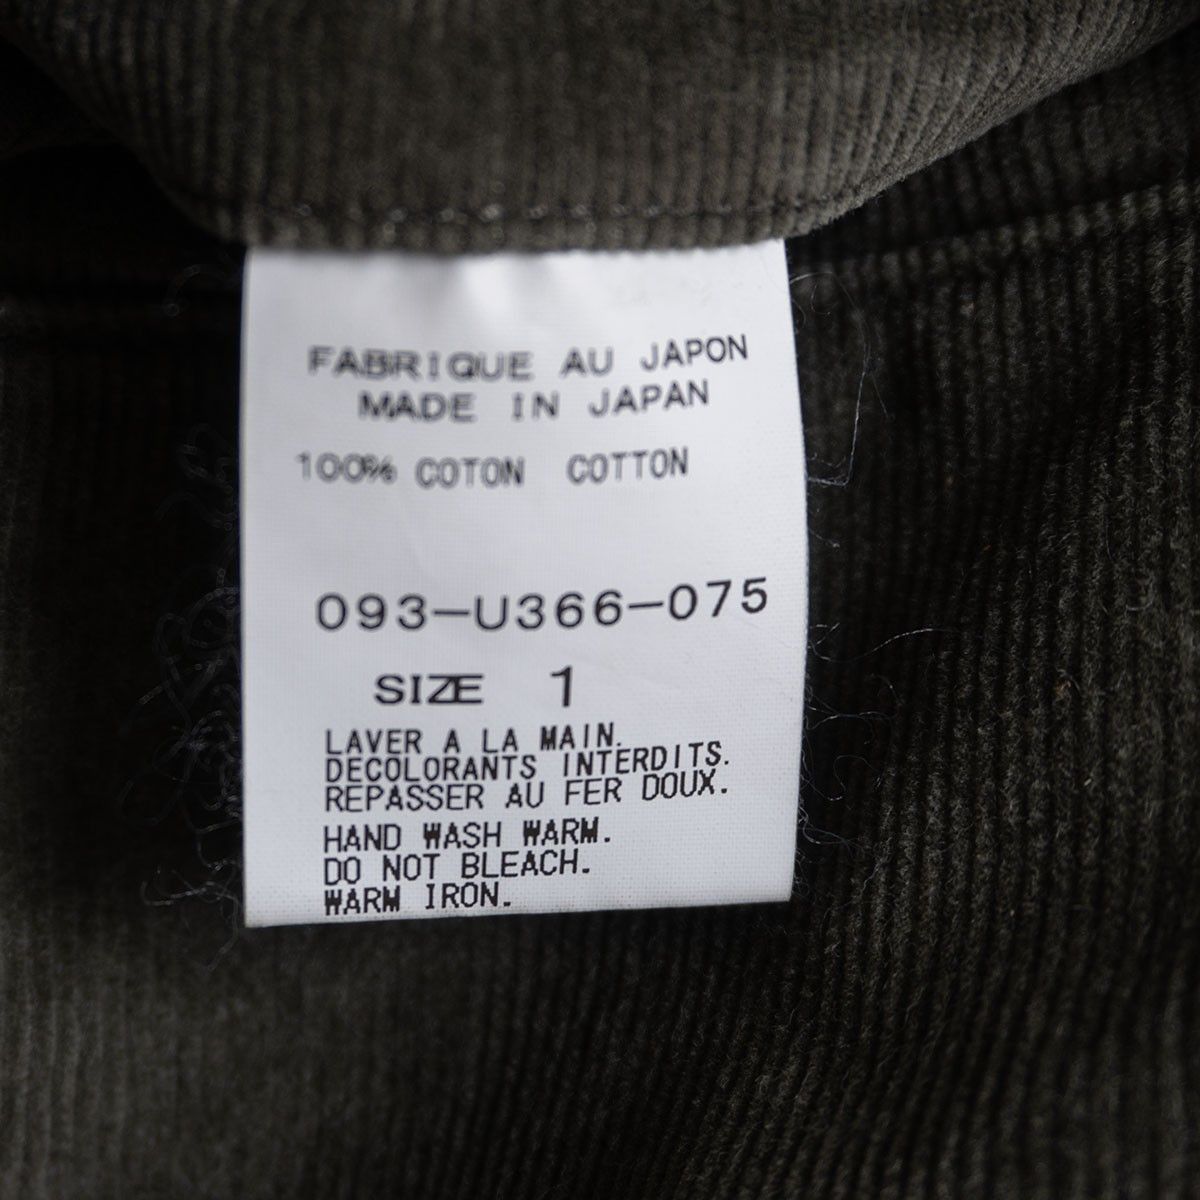 FABRIQUE AU JAPON
MADE IN JAPAN
100% COTON COTTON
093-U366-075
SIZE 1
LAVER A LA MAIN.
DECOLORANTS INTERDITS.
REPASSER AU FER DOUX.
HAND WASH WARM.
DO NOT BLEACH.
WARM IRON.